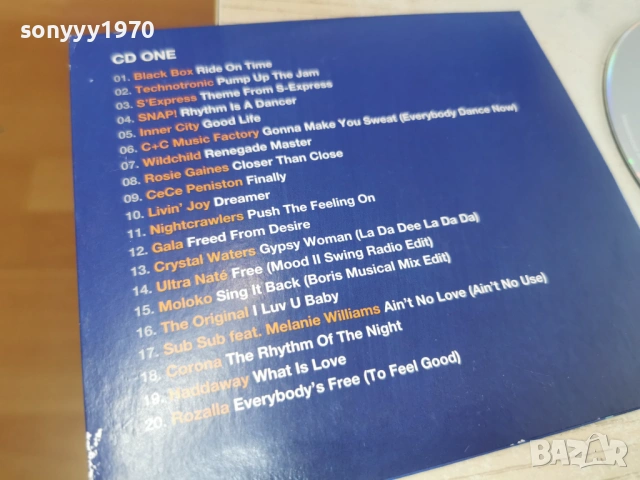 sonyyy1970
CD ONE
01. Black Box Ride On Time
02. Technotronic Pump Up The Jam
03. S'Express Theme From S-Express
04. SNAP! Rhythm Is A Dancer
05. Inner City Good Life
06. C+C Music Factory Gonna Make You Sweat (Everybody Dance Now)
07. Wildchild Renegade Master
08. Rosie Gaines Closer Than Close
09. CeCe Peniston Finally
10. Livin' Joy Dreamer
11. Nightcrawlers Push The Feeling On
12. Gala Freed From Desire
13. Crystal Waters Gypsy Woman (La Da Dee La Da Da)
14. Ultra Naté Free (Mood II Swing Radio Edit)
15. Moloko Sing It Back (Boris Musical Mix Edit)
16. The Original I Luv U Baby
17. Sub Sub feat. Melanie Williams Ain't No Love (Ain't No Use)
18. Corona The Rhythm Of The Night
19. Haddaway What Is Love
20. Rozalla Everybody's Free (To Feel Good)
BAZAR